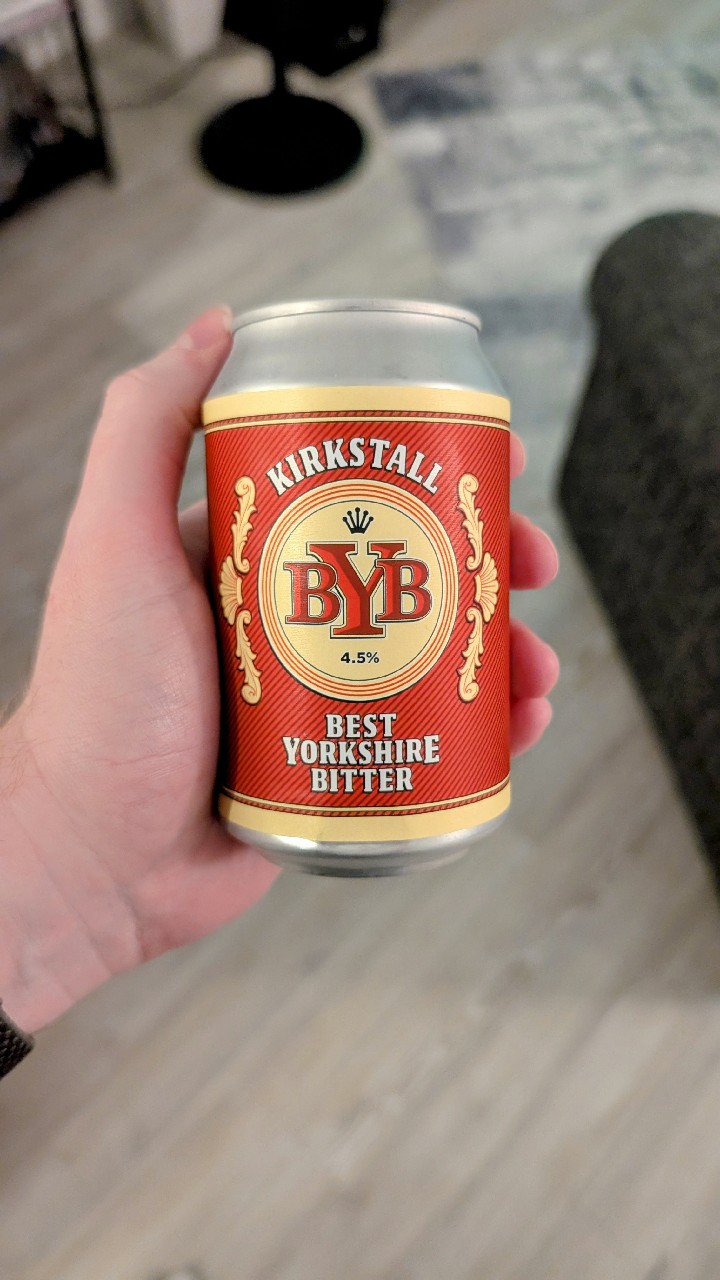 KIRKSTALL
BYB
4.5%
BEST
YORKSHIRE
BITTER